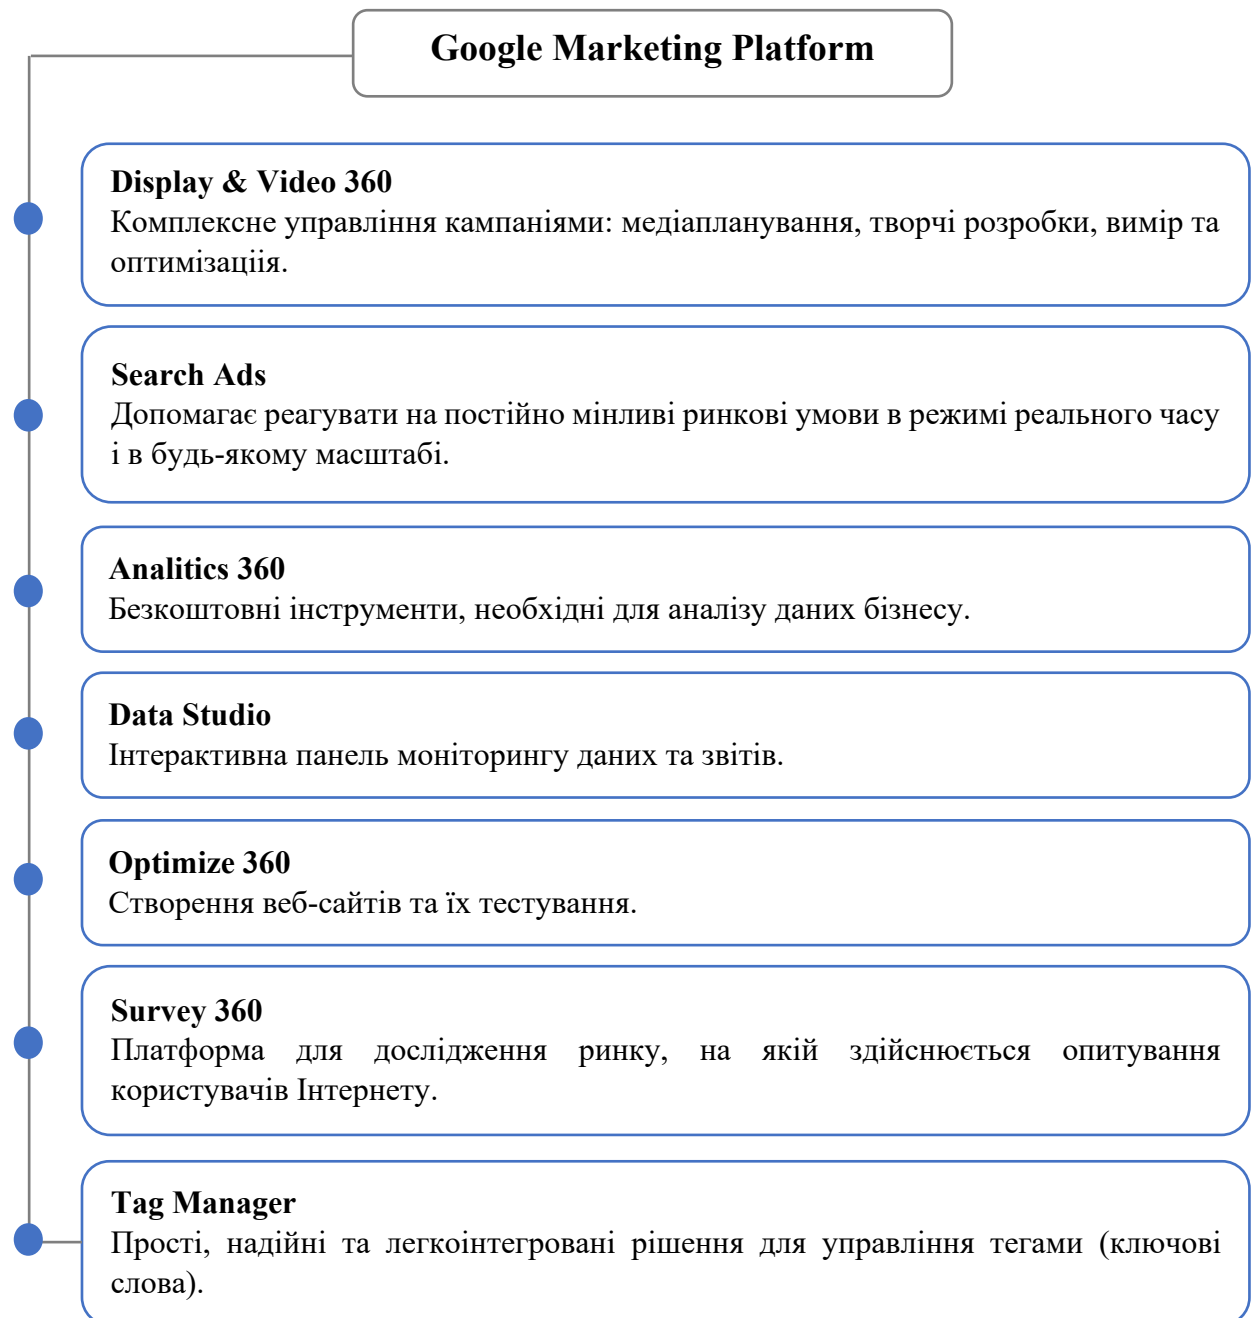 Google Marketing Platform
Display & Video 360
Комплексне управління кампаніями: медіапланування, творчі розробки, вимір та
оптимізаціія.
Search Ads
Допомагає реагувати на постійно мінливі ринкові умови в режимі реального часу
і в будь-якому масштабі.
Analitics 360
Безкоштовні інструменти, необхідні для аналізу даних бізнесу.
Data Studio
Інтерактивна панель моніторингу даних та звітів.
Optimize 360
Створення веб-сайтів та їх тестування.
Survey 360
Платформа для дослідження ринку, на якій здійснюється опитування
користувачів Інтернету.
Tag Manager
Прості, надійні та легкоінтегровані рішення для управління тегами (ключові
слова).